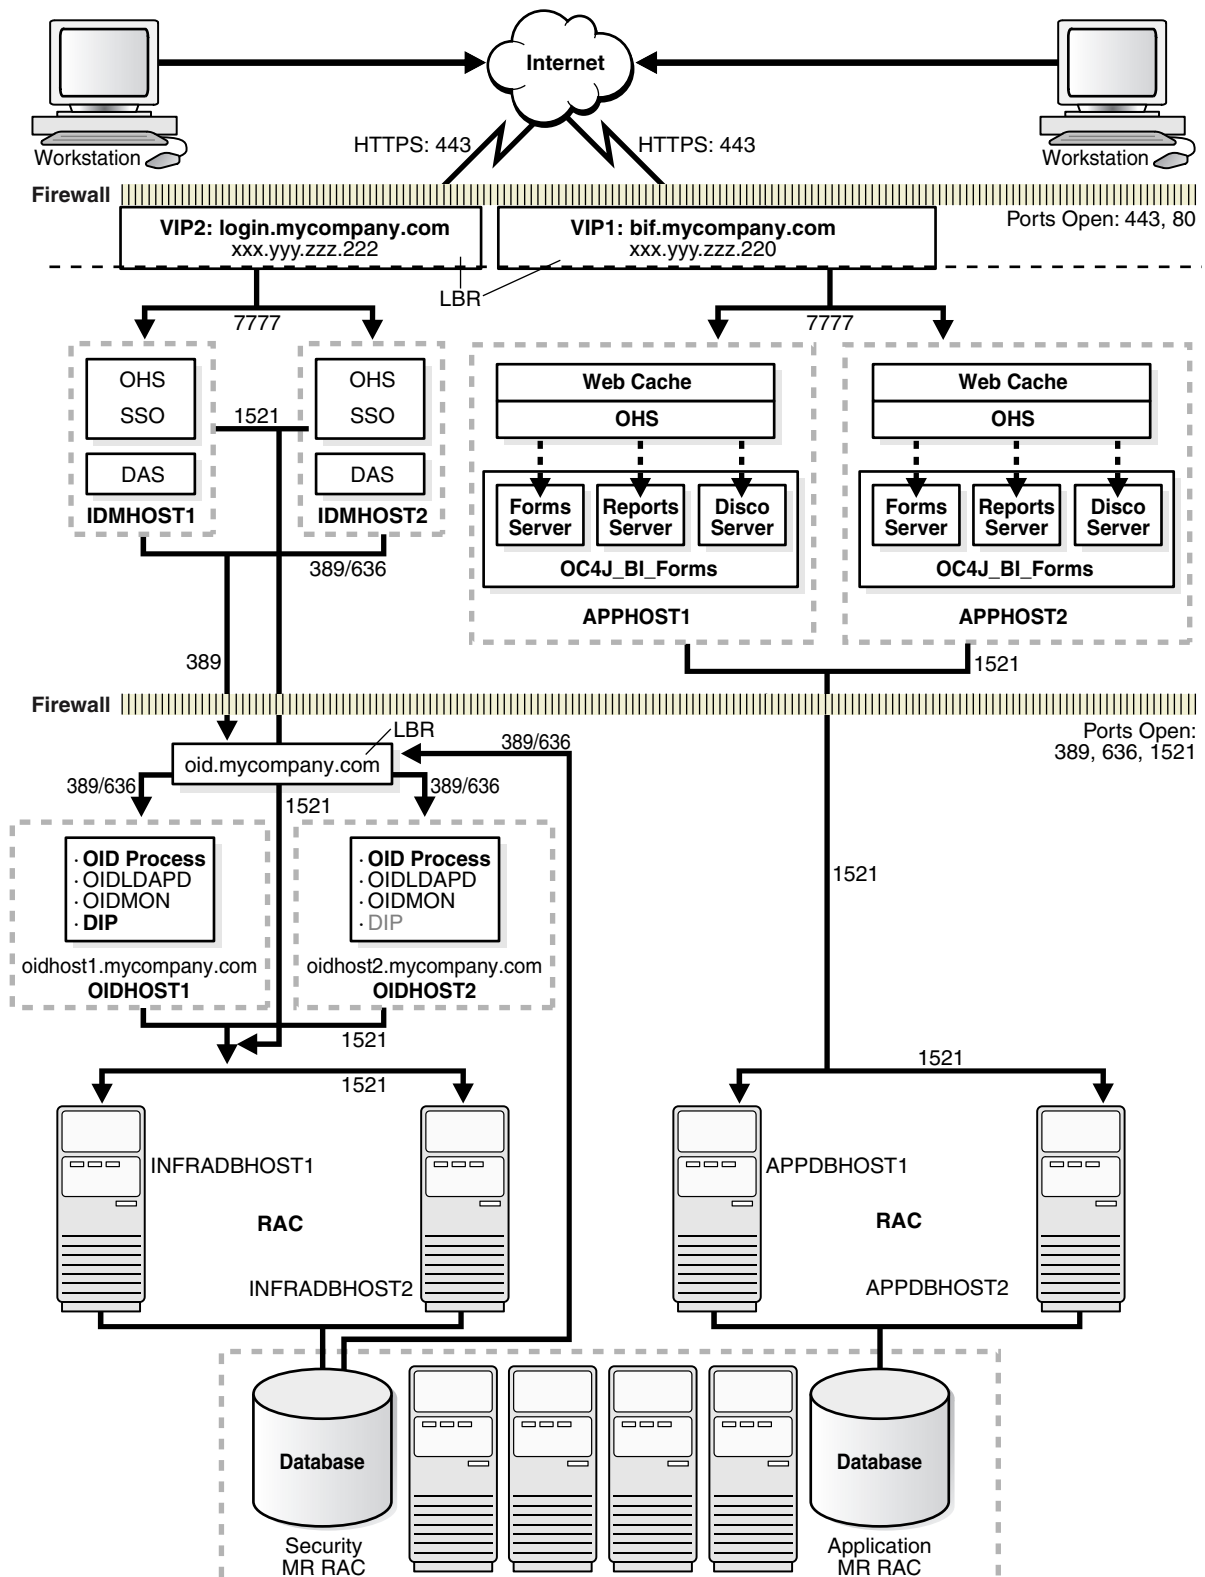 Internet
Workstation
Workstation
HTTPS: 443
HTTPS: 443
Firewall
Ports Open: 443, 80
VIP2: login.mycompany.com
xxx.yyy.zzz.222
VIP1: bif.mycompany.com
xxx.yyy.zzz.220
LBR
7777
7777
OHS
SSO
DAS
IDMHOST1
1521
OHS
SSO
DAS
IDMHOST2
Web Cache
OHS
Forms
Server
Reports
Server
Disco
Server
OC4J_BI_Forms
APPHOST1
Web Cache
OHS
Forms
Server
Reports
Server
Disco
Server
OC4J_BI_Forms
APPHOST2
389/636
389
1521
Firewall
Ports Open:
389, 636, 1521
LBR
oid.mycompany.com
389/636
389/636
389/636
1521
· OID Process
· OIDLDAPD
· OIDMON
· DIP
oidhost1.mycompany.com
OIDHOST1
· OID Process
· OIDLDAPD
· OIDMON
· DIP
oidhost2.mycompany.com
OIDHOST2
1521
1521
1521
1521
INFRADBHOST1
RAC
INFRADBHOST2
APPDBHOST1
RAC
APPDBHOST2
Database
Security
MR RAC
Database
Application
MR RAC